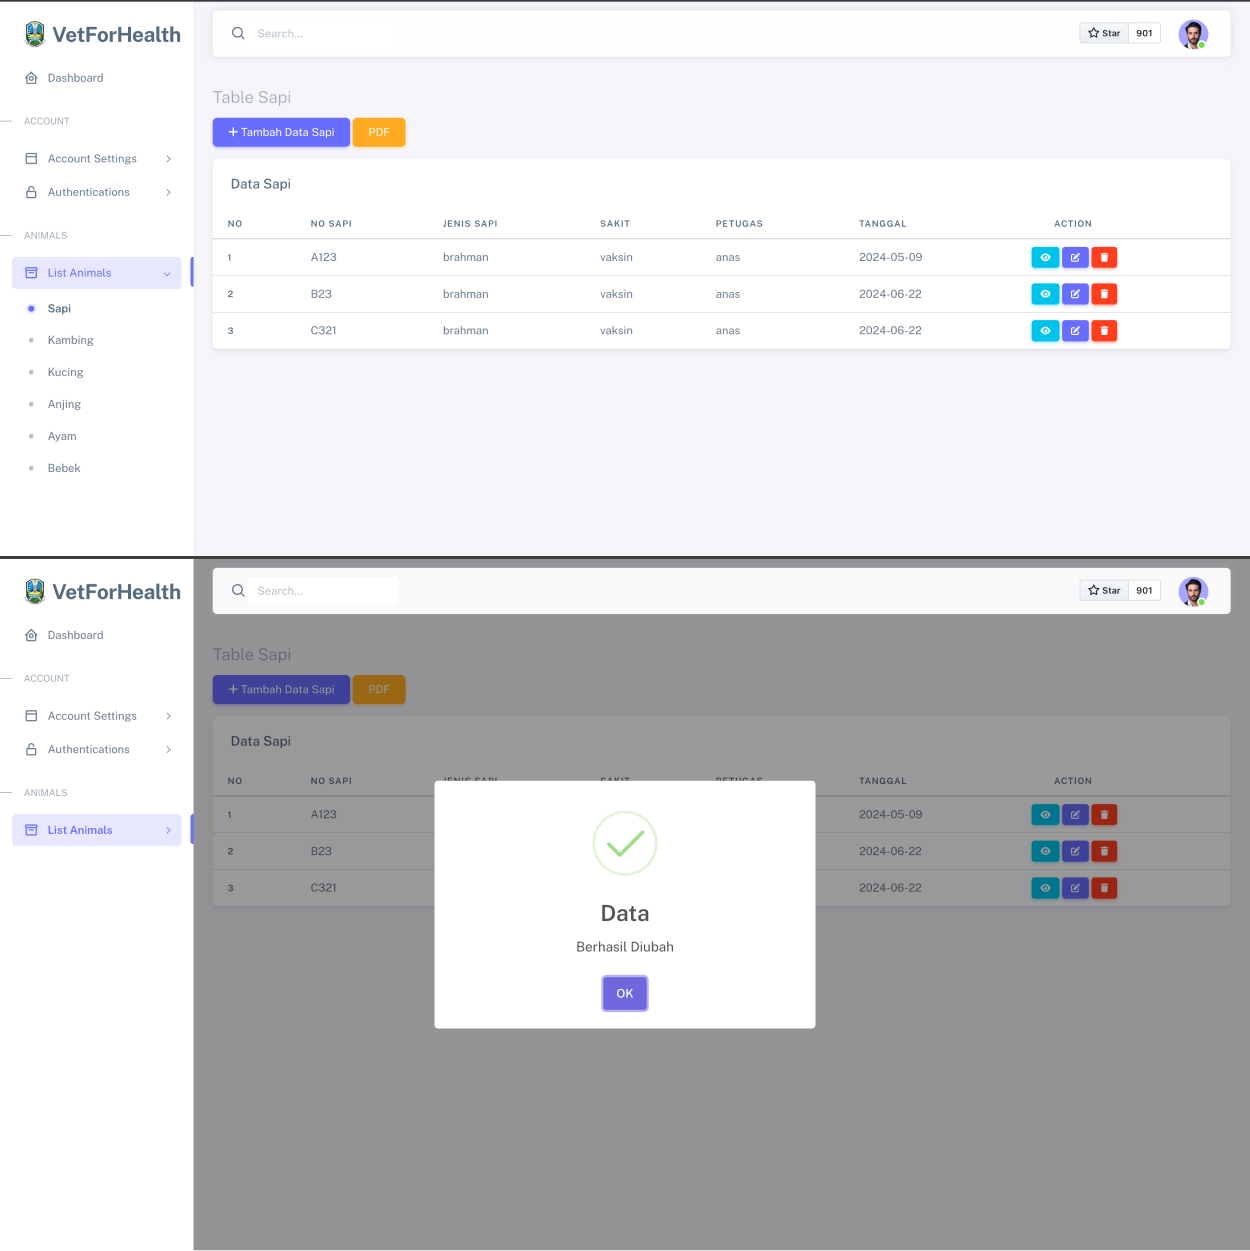 VetForHealth
Search...
Star 901
Dashboard
Table Sapi
ACCOUNT
+ Tambah Data Sapi PDF
Account Settings
Data Sapi
Authentications
NO NO SAPI JENIS SAPI SAKIT PETUGAS TANGGAL ACTION
ANIMALS
1 A123 brahman vaksin anas 2024-05-09
List Animals
2 B23 brahman vaksin anas 2024-06-22
Sapi
3 C321 brahman vaksin anas 2024-06-22
Kambing
Kucing
Anjing
Ayam
Bebek
VetForHealth
Search...
Star 901
Dashboard
Table Sapi
ACCOUNT
+ Tambah Data Sapi PDF
Account Settings
Data Sapi
Authentications
NO NO SAPI JENIS SAPI SAKIT PETUGAS TANGGAL ACTION
ANIMALS
1 A123 2024-05-09
List Animals
2 B23 2024-06-22
3 C321 2024-06-22
Data
Berhasil Diubah
OK